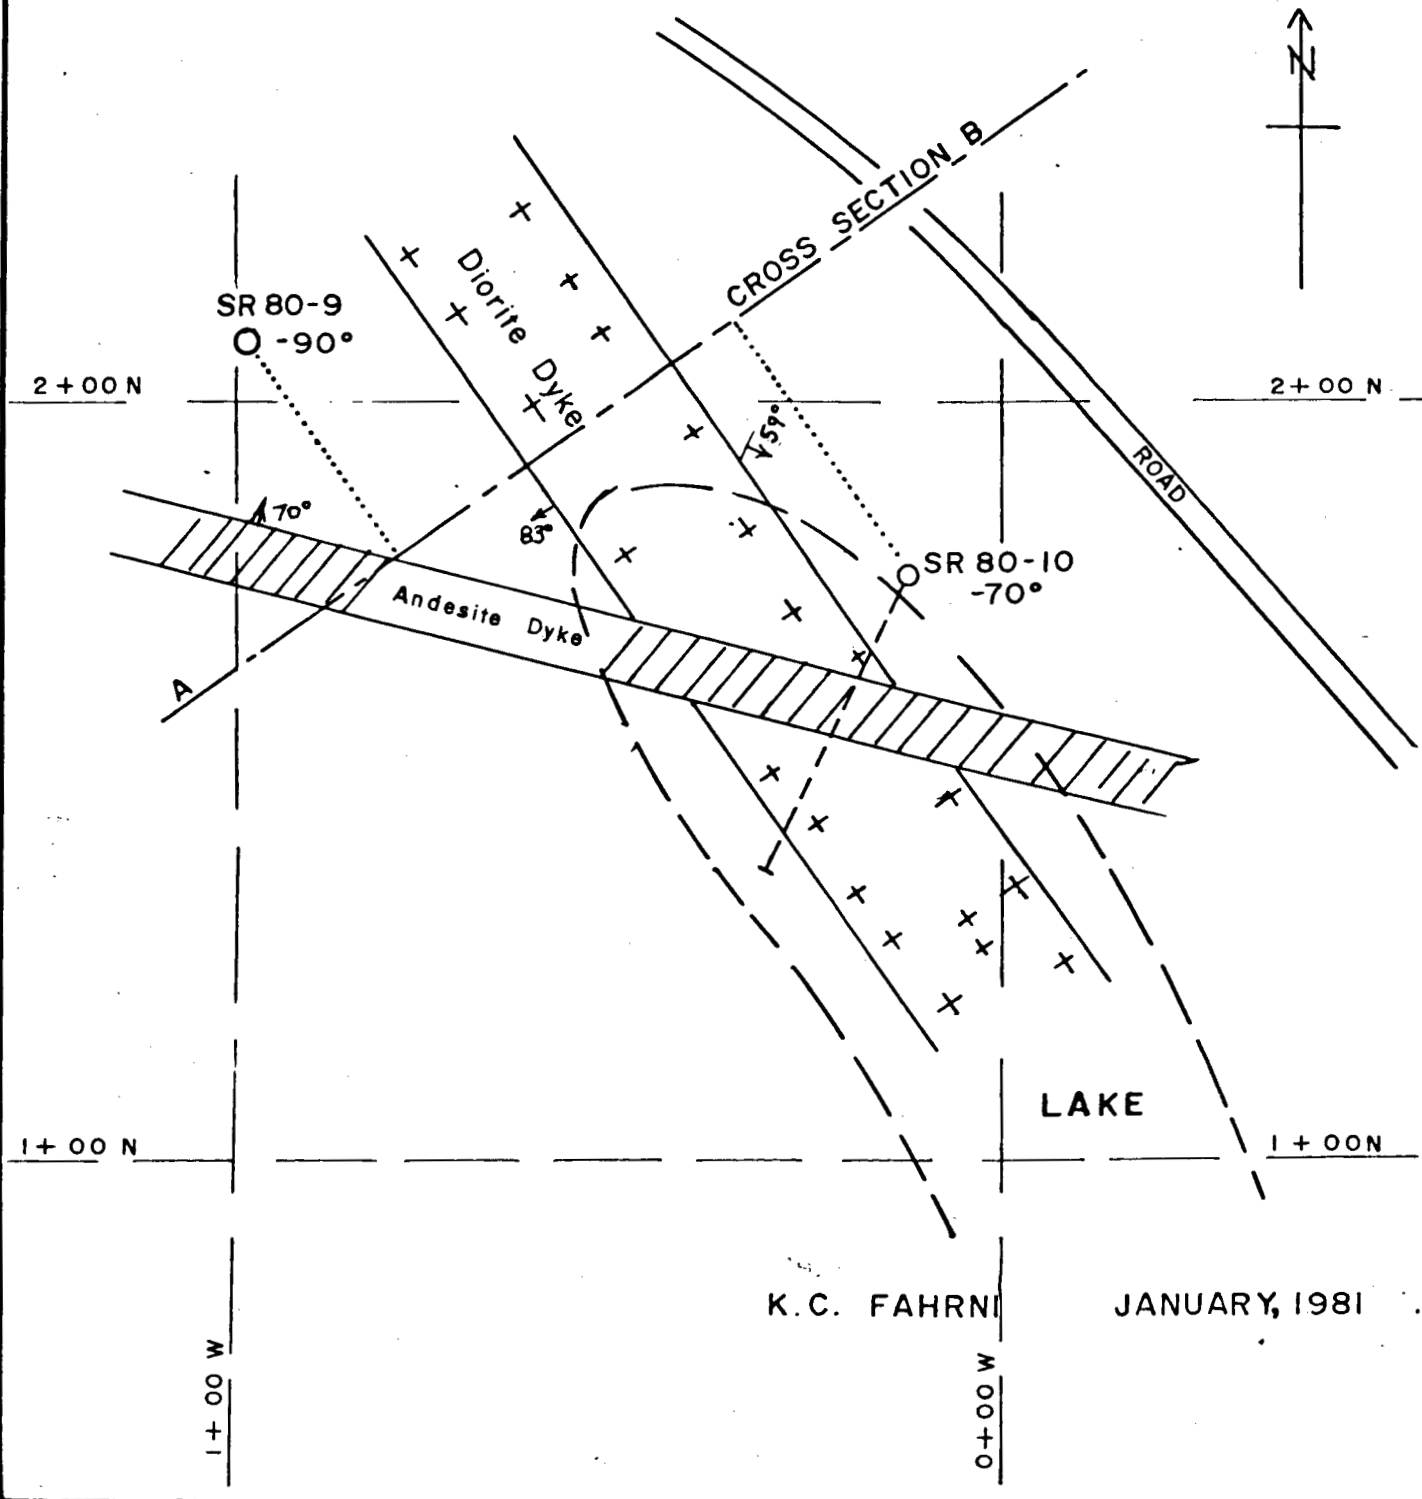 N
CROSS SECTION B
Diorite Dyke
SR 80-9
-90°
2+00 N
2+00 N
59°
ROAD
70°
83°
SR 80-10
-70°
Andesite Dyke
A
LAKE
1+00 N
1+00N
K.C. FAHRNI
JANUARY, 1981
1+00 W
0+00 W